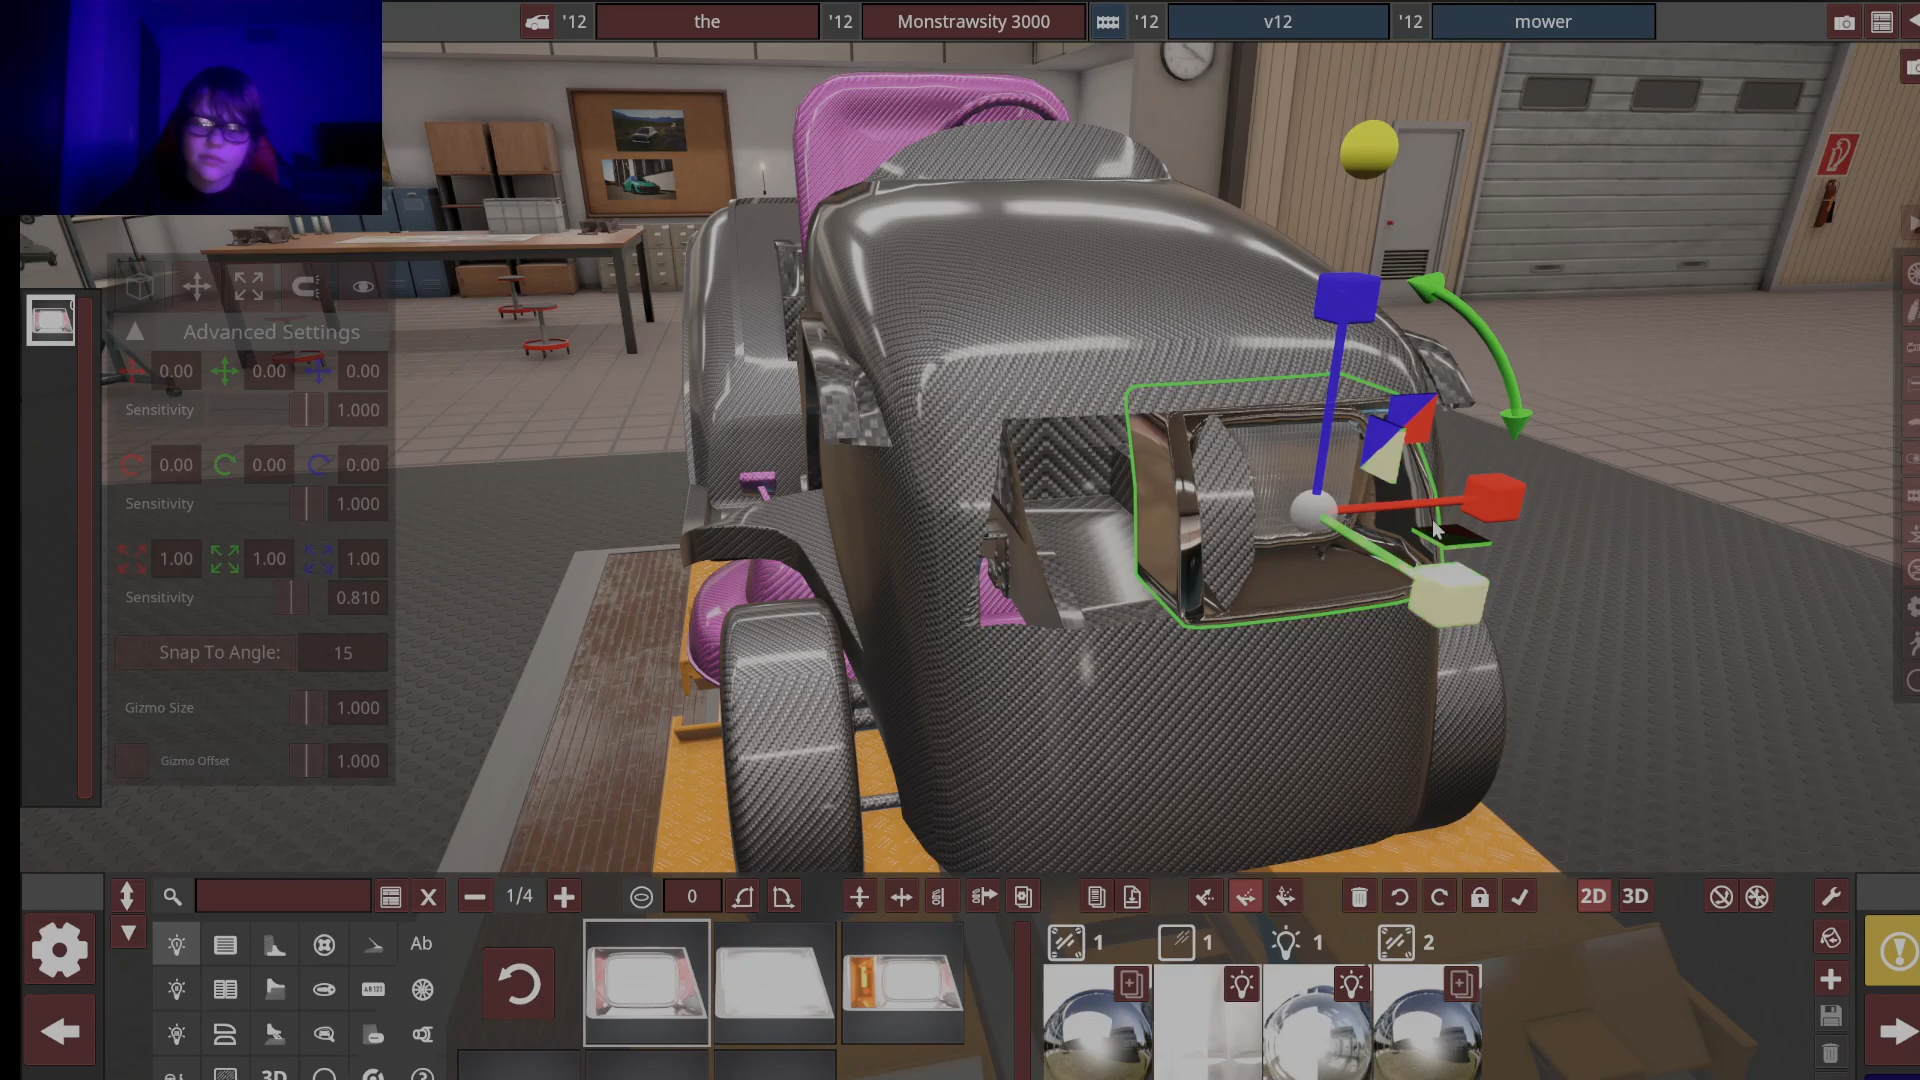 '12 the '12 Monstrawsity 3000 '12 v12 '12 mower
Advanced Settings
0.00 0.00 0.00
Sensitivity 1.000
0.00 0.00 0.00
Sensitivity 1.000
1.00 1.00 1.00
Sensitivity 0.810
Snap To Angle: 15
Gizmo Size 1.000
Gizmo Offset 1.000
X 1/4 0 2D 3D
Ab 1 1 1 2
3D